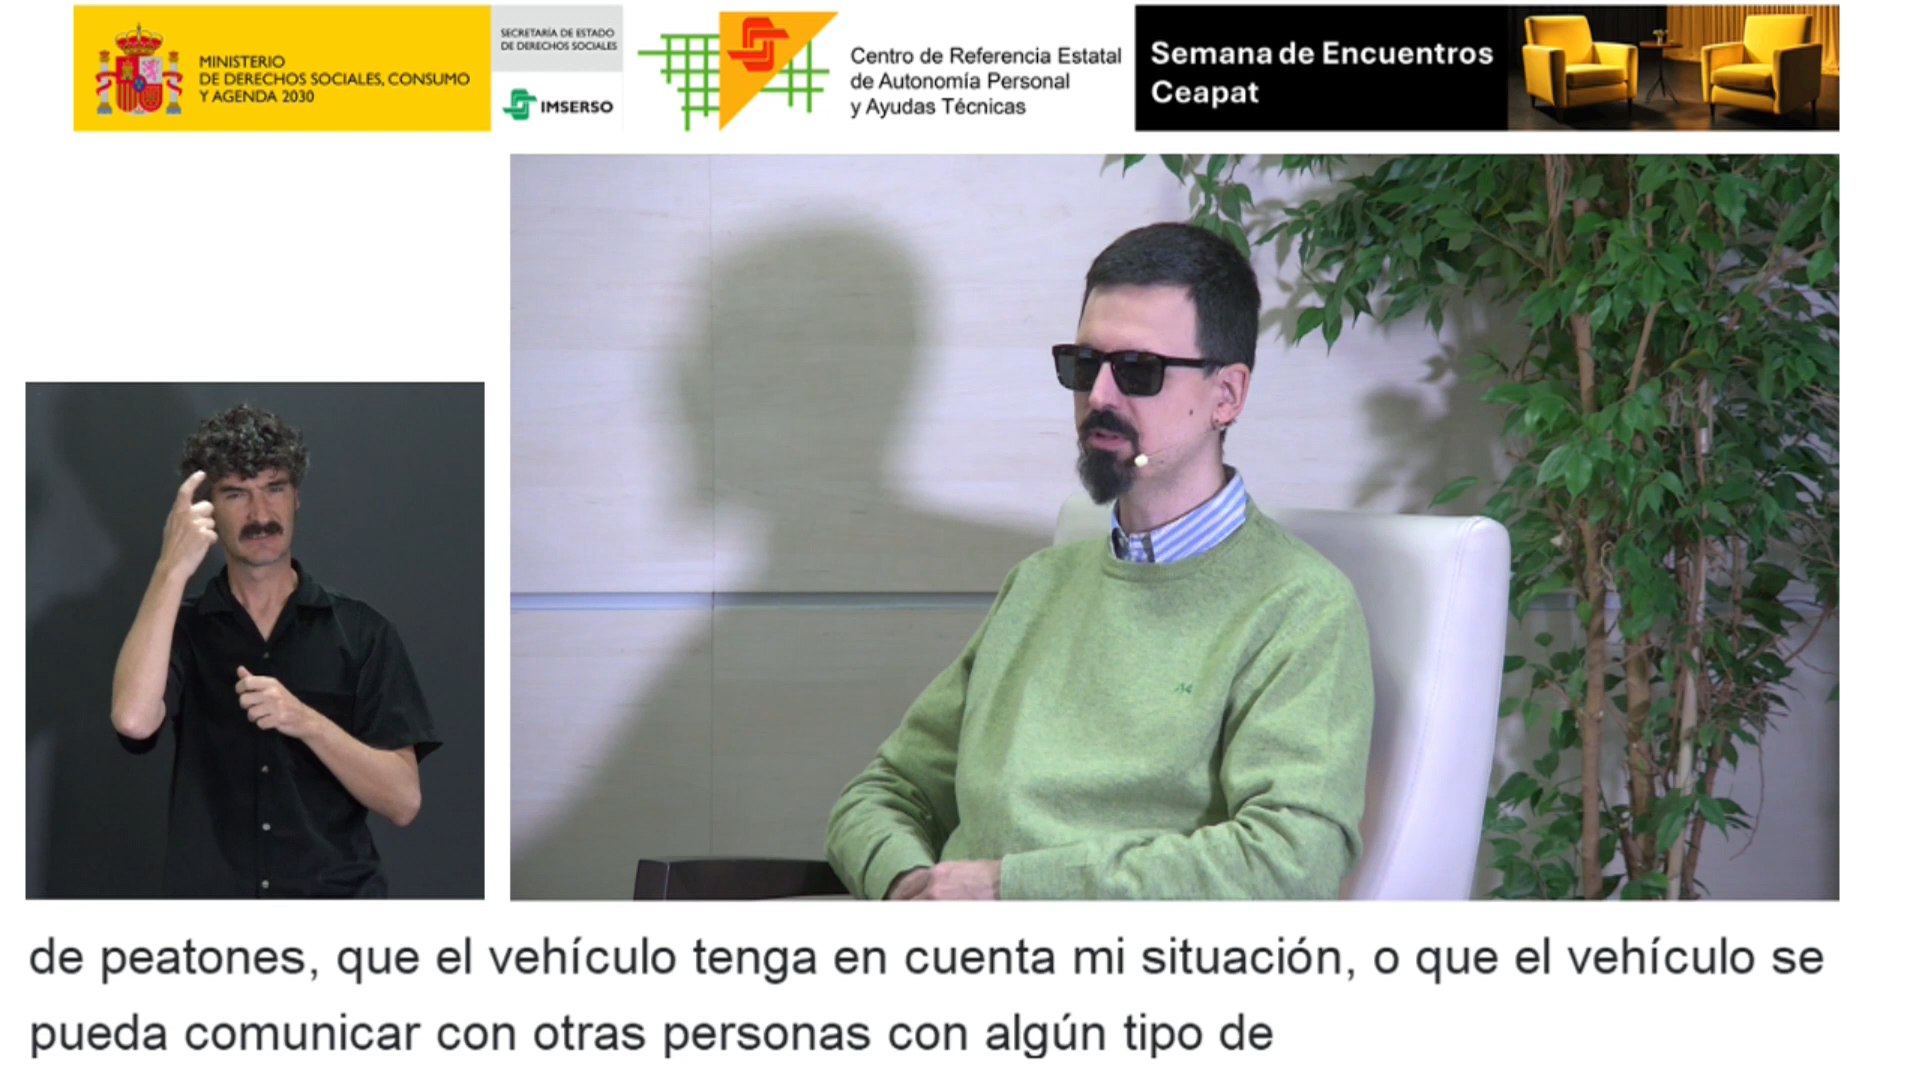 MINISTERIO
DE DERECHOS SOCIALES, CONSUMO
Y AGENDA 2030
SECRETARÍA DE ESTADO
DE DERECHOS SOCIALES
IMSERSO
Centro de Referencia Estatal
de Autonomía Personal
y Ayudas Técnicas
Semana de Encuentros
Ceapat
de peatones, que el vehículo tenga en cuenta mi situación, o que el vehículo se
pueda comunicar con otras personas con algún tipo de